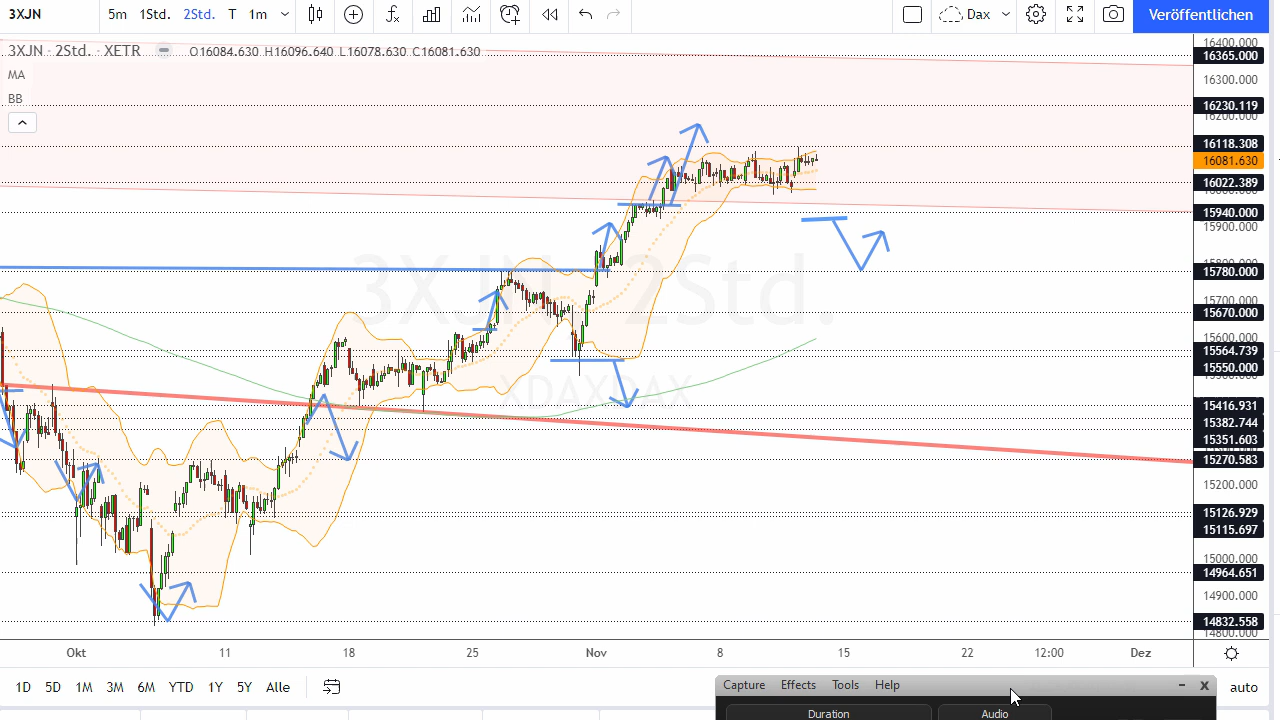 3XJN 5m 1Std. 2Std. T 1m Dax Veröffentlichen
3XJN · 2Std. · XETR O16084.630 H16096.640 L16078.630 C16081.630
MA
BB
3XJN, 2Std.
XDAXDAX
16400.000
16365.000
16300.000
16230.119
16200.000
16118.308
16081.630
16022.389
15940.000
15900.000
15780.000
15700.000
15670.000
15600.000
15564.739
15550.000
15416.931
15382.744
15351.603
15270.583
15200.000
15126.929
15115.697
15000.000
14964.651
14900.000
14832.558
14800.000
Okt 11 18 25 Nov 8 15 22 12:00 Dez
1D 5D 1M 3M 6M YTD 1Y 5Y Alle auto
Capture Effects Tools Help
Duration Audio